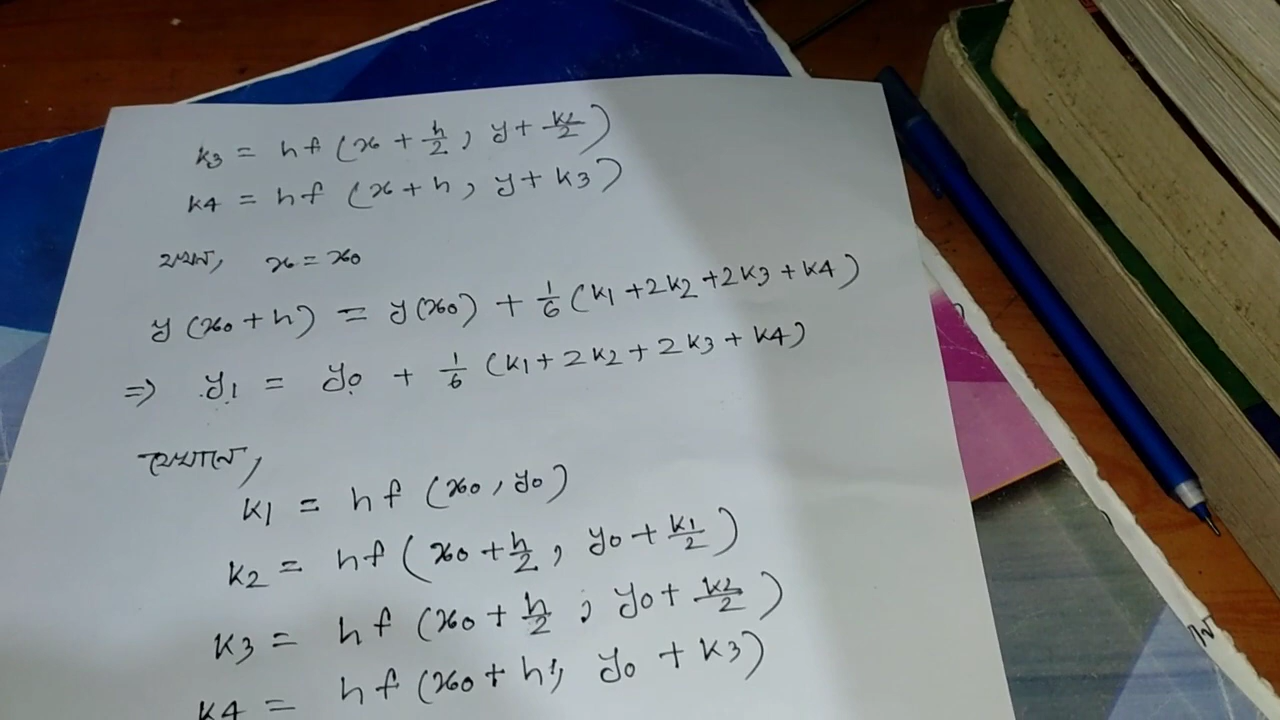 k3 = hf (x + h/2, y + k2/2)
k4 = hf (x + h, y + k3)
যখন, x = x0
y (x0 + h) = y(x0) + 1/6 (k1 + 2k2 + 2k3 + k4)
=> y1 = y0 + 1/6 (k1 + 2k2 + 2k3 + k4)
যেখানে,
k1 = hf (x0, y0)
k2 = hf (x0 + h/2, y0 + k1/2)
k3 = hf (x0 + h/2, y0 + k2/2)
k4 = hf (x0 + h, y0 + k3)